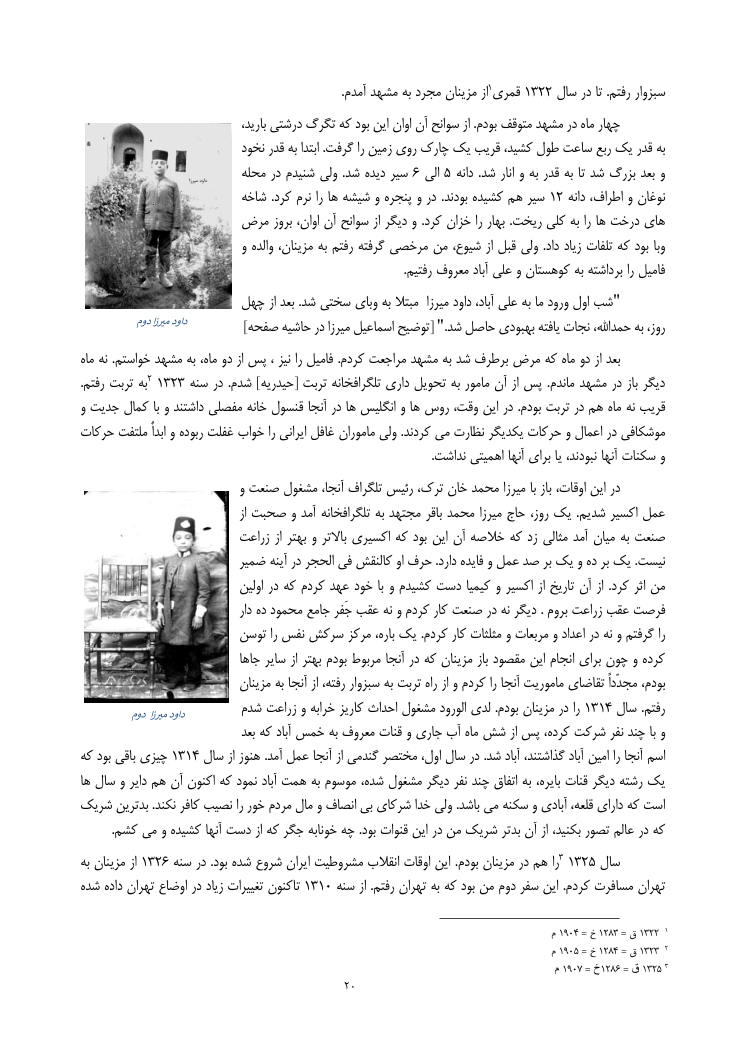 سبزوار رفتم. تا در سال ۱۳۲۲ قمری۱از مزینان مجرد به مشهد آمدم.
چهار ماه در مشهد متوقف بودم. از سوانح آن اوان این بود که تگرگ درشتی بارید،
به قدر یک ربع ساعت طول کشید، قریب یک چارک روی زمین را گرفت. ابتدا به قدر نخود
و بعد بزرگ شد تا به قدر به و انار شد. دانه ۵ الی ۶ سیر دیده شد. ولی شنیدم در محله
نوغان و اطراف، دانه ۱۲ سیر هم کشیده بودند. در و پنجره و شیشه ها را نرم کرد. شاخه
های درخت ها را به کلی ریخت. بهار را خزان کرد. و دیگر از سوانح آن اوان، بروز مرض
وبا بود که تلفات زیاد داد. ولی قبل از شیوع، من مرخصی گرفته رفتم به مزینان، والده و
فامیل را برداشته به کوهستان و علی آباد معروف رفتیم.
داود میرزا
"شب اول ورود ما به علی آباد، داود میرزا مبتلا به وبای سختی شد. بعد از چهل
روز، به حمدالله، نجات یافته بهبودی حاصل شد." [توضیح اسماعیل میرزا در حاشیه صفحه]
داود میرزا دوم
بعد از دو ماه که مرض برطرف شد به مشهد مراجعت کردم. فامیل را نیز ، پس از دو ماه، به مشهد خواستم. نه ماه
دیگر باز در مشهد ماندم. پس از آن مامور به تحویل داری تلگرافخانه تربت [حیدریه] شدم. در سنه ۱۳۲۳ ۲به تربت رفتم.
قریب نه ماه هم در تربت بودم. در این وقت، روس ها و انگلیس ها در آنجا قنسول خانه مفصلی داشتند و با کمال جدیت و
موشکافی در اعمال و حرکات یکدیگر نظارت می کردند. ولی ماموران غافل ایرانی را خواب غفلت ربوده و ابداً ملتفت حرکات
و سکنات آنها نبودند، یا برای آنها اهمیتی نداشت.
در این اوقات، باز با میرزا محمد خان ترک، رئیس تلگراف آنجا، مشغول صنعت و
عمل اکسیر شدیم. یک روز، حاج میرزا محمد باقر مجتهد به تلگرافخانه آمد و صحبت از
صنعت به میان آمد مثالی زد که خلاصه آن این بود که اکسیری بالاتر و بهتر از زراعت
نیست. یک بر ده و یک بر صد عمل و فایده دارد. حرف او کالنقش فی الحجر در آینه ضمیر
من اثر کرد. از آن تاریخ از اکسیر و کیمیا دست کشیدم و با خود عهد کردم که در اولین
فرصت عقب زراعت بروم . دیگر نه در صنعت کار کردم و نه عقب جَفر جامع محمود ده دار
را گرفتم و نه در اعداد و مربعات و مثلثات کار کردم. یک باره، مرکز سرکش نفس را توسن
کرده و چون برای انجام این مقصود باز مزینان که در آنجا مربوط بودم بهتر از سایر جاها
بودم، مجدّداً تقاضای ماموریت آنجا را کردم و از راه تربت به سبزوار رفته، از آنجا به مزینان
رفتم. سال ۱۳۱۴ را در مزینان بودم. لدی الورود مشغول احداث کاریز خرابه و زراعت شدم
داود میرزا دوم
و با چند نفر شرکت کرده، پس از شش ماه آب جاری و قنات معروف به خمس آباد که بعد
اسم آنجا را امین آباد گذاشتند، آباد شد. در سال اول، مختصر گندمی از آنجا عمل آمد. هنوز از سال ۱۳۱۴ چیزی باقی بود که
یک رشته دیگر قنات بایره، به اتفاق چند نفر دیگر مشغول شده، موسوم به همت آباد نمود که اکنون آن هم دایر و سال ها
است که دارای قلعه، آبادی و سکنه می باشد. ولی خدا شرکای بی انصاف و مال مردم خور را نصیب کافر نکند. بدترین شریک
که در عالم تصور بکنید، از آن بدتر شریک من در این قنوات بود. چه خونابه جگر که از دست آنها کشیده و می کشم.
سال ۱۳۲۵ ۳را هم در مزینان بودم. این اوقات انقلاب مشروطیت ایران شروع شده بود. در سنه ۱۳۲۶ از مزینان به
تهران مسافرت کردم. این سفر دوم من بود که به تهران رفتم. از سنه ۱۳۱۰ تاکنون تغییرات زیاد در اوضاع تهران داده شده
۱ ۱۳۲۲ ق = ۱۲۸۳ خ = ۱۹۰۴ م
۲ ۱۳۲۳ ق = ۱۲۸۴ خ = ۱۹۰۵ م
۳ ۱۳۲۵ ق = ۱۲۸۶خ = ۱۹۰۷ م
۲۰